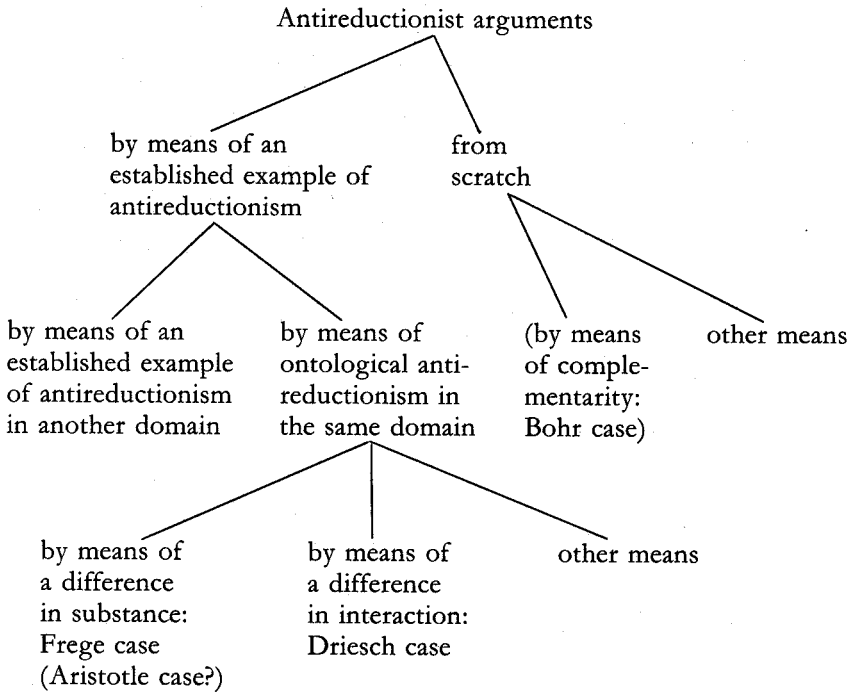 Antireductionist arguments
by means of an
established example of
antireductionism
from
scratch
by means of an
established example
of antireductionism
in another domain
by means of
ontological anti-
reductionism in
the same domain
(by means
of comple-
mentarity:
Bohr case)
other means
by means of
a difference
in substance:
Frege case
(Aristotle case?)
by means of
a difference
in interaction:
Driesch case
other means